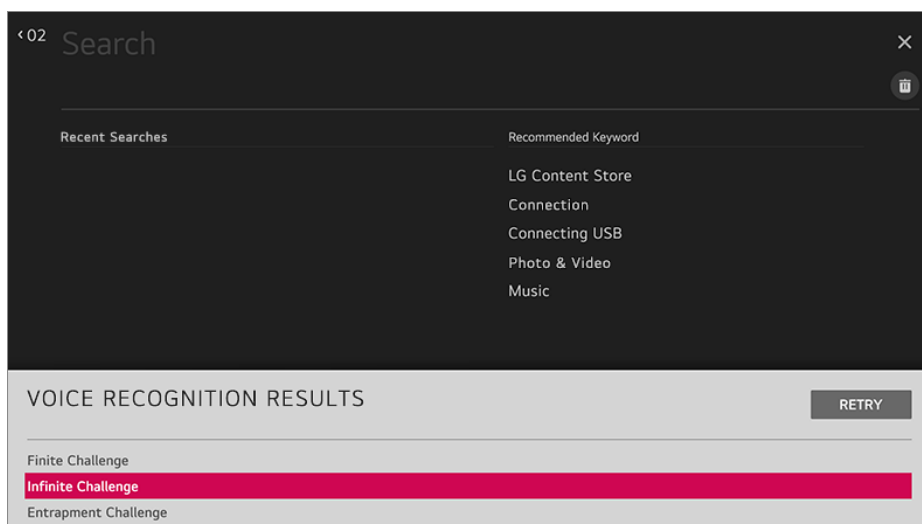 ‹02
Search
Recent Searches
Recommended Keyword
LG Content Store
Connection
Connecting USB
Photo & Video
Music
VOICE RECOGNITION RESULTS
RETRY
Finite Challenge
Infinite Challenge
Entrapment Challenge